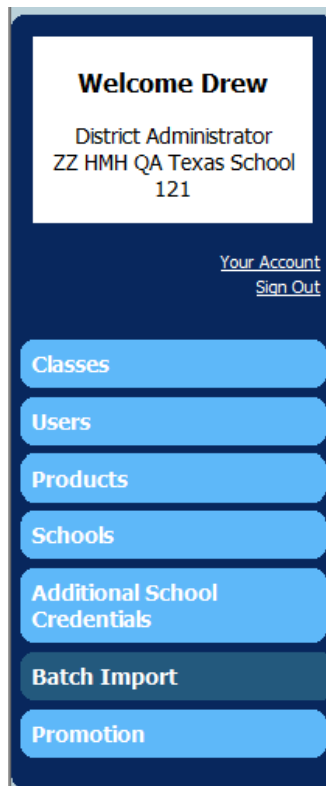 Welcome Drew
District Administrator
ZZ HMH QA Texas School
121
Your Account
Sign Out
Classes
Users
Products
Schools
Additional School
Credentials
Batch Import
Promotion